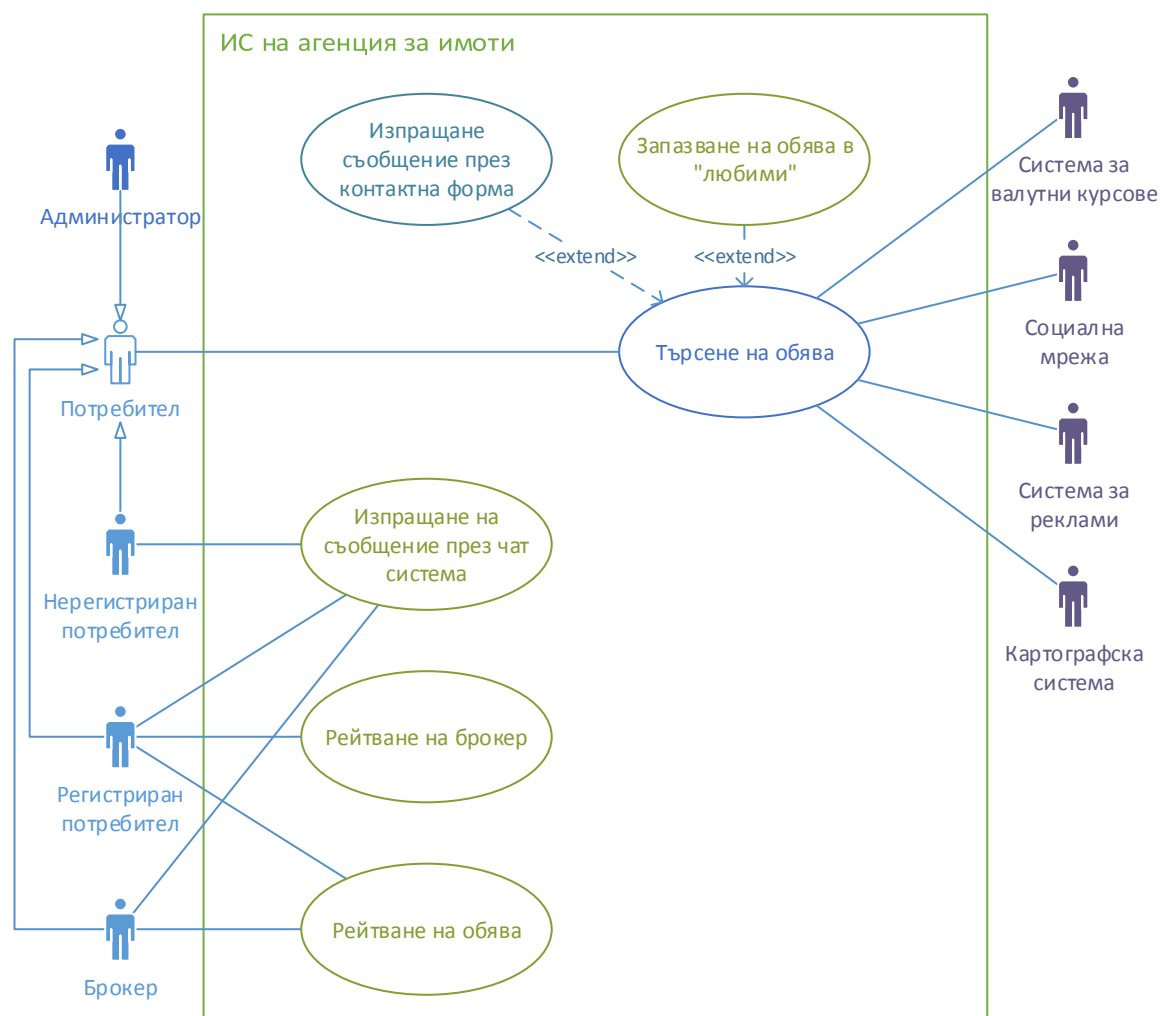 ИС на агенция за имоти
Изпращане
съобщение през
контактна форма
Запазване на обява в
"любими"
Система за
валутни курсове
Администратор
<<extend>>
<<extend>>
Социална
мрежа
Търсене на обява
Потребител
Система за
реклами
Изпращане на
съобщение през чат
система
Нерегистриран
потребител
Картографска
система
Рейтване на брокер
Регистриран
потребител
Рейтване на обява
Брокер